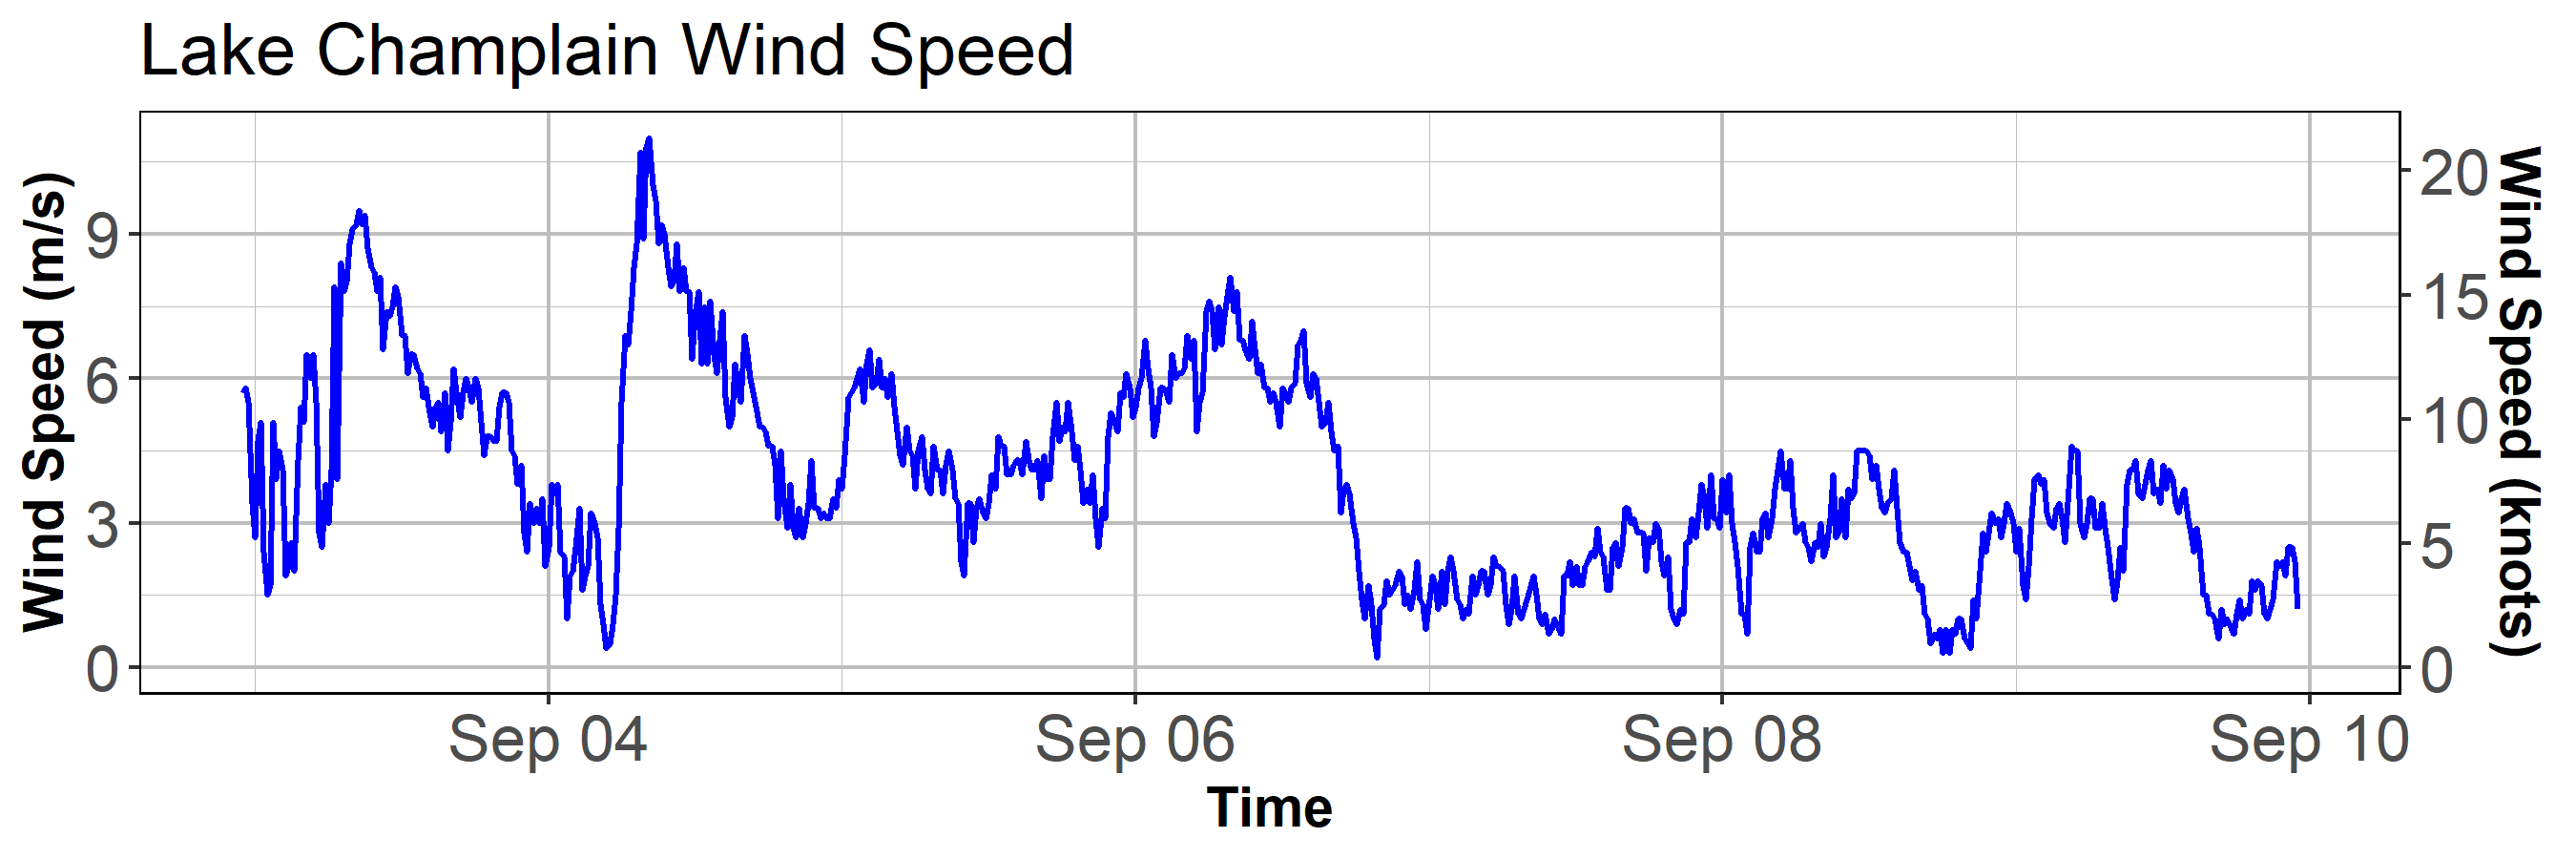 Lake Champlain Wind Speed
Wind Speed (m/s)
9
6
3
0
20
15
10
5
0
Wind Speed (knots)
Sep 04 Sep 06 Sep 08 Sep 10
Time